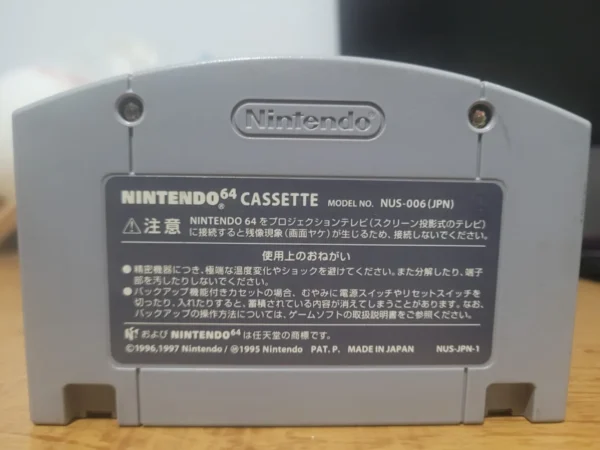 Nintendo
NINTENDO64 CASSETTE MODEL NO. NUS-006(JPN)
⚠注意 NINTENDO 64をプロジェクションテレビ(スクリーン投影式のテレビ)
に接続すると残像現象(画面ヤケ)が生じるため、接続しないでください。
使用上のおねがい
●精密機器につき、極端な温度変化やショックを避けてください。また分解したり、端子
部を汚したりしないでください。
●バックアップ機能付きカセットの場合、むやみに電源スイッチやリセットスイッチを
切ったり、入れたりすると、蓄積されている内容が消えてしまうことがあります。なお、
バックアップの操作方法については、ゲームソフトの取扱説明書をご参照ください。
および NINTENDO64 は任天堂の商標です。
©1996,1997 Nintendo / Ⓜ1995 Nintendo PAT. P. MADE IN JAPAN NUS-JPN-1